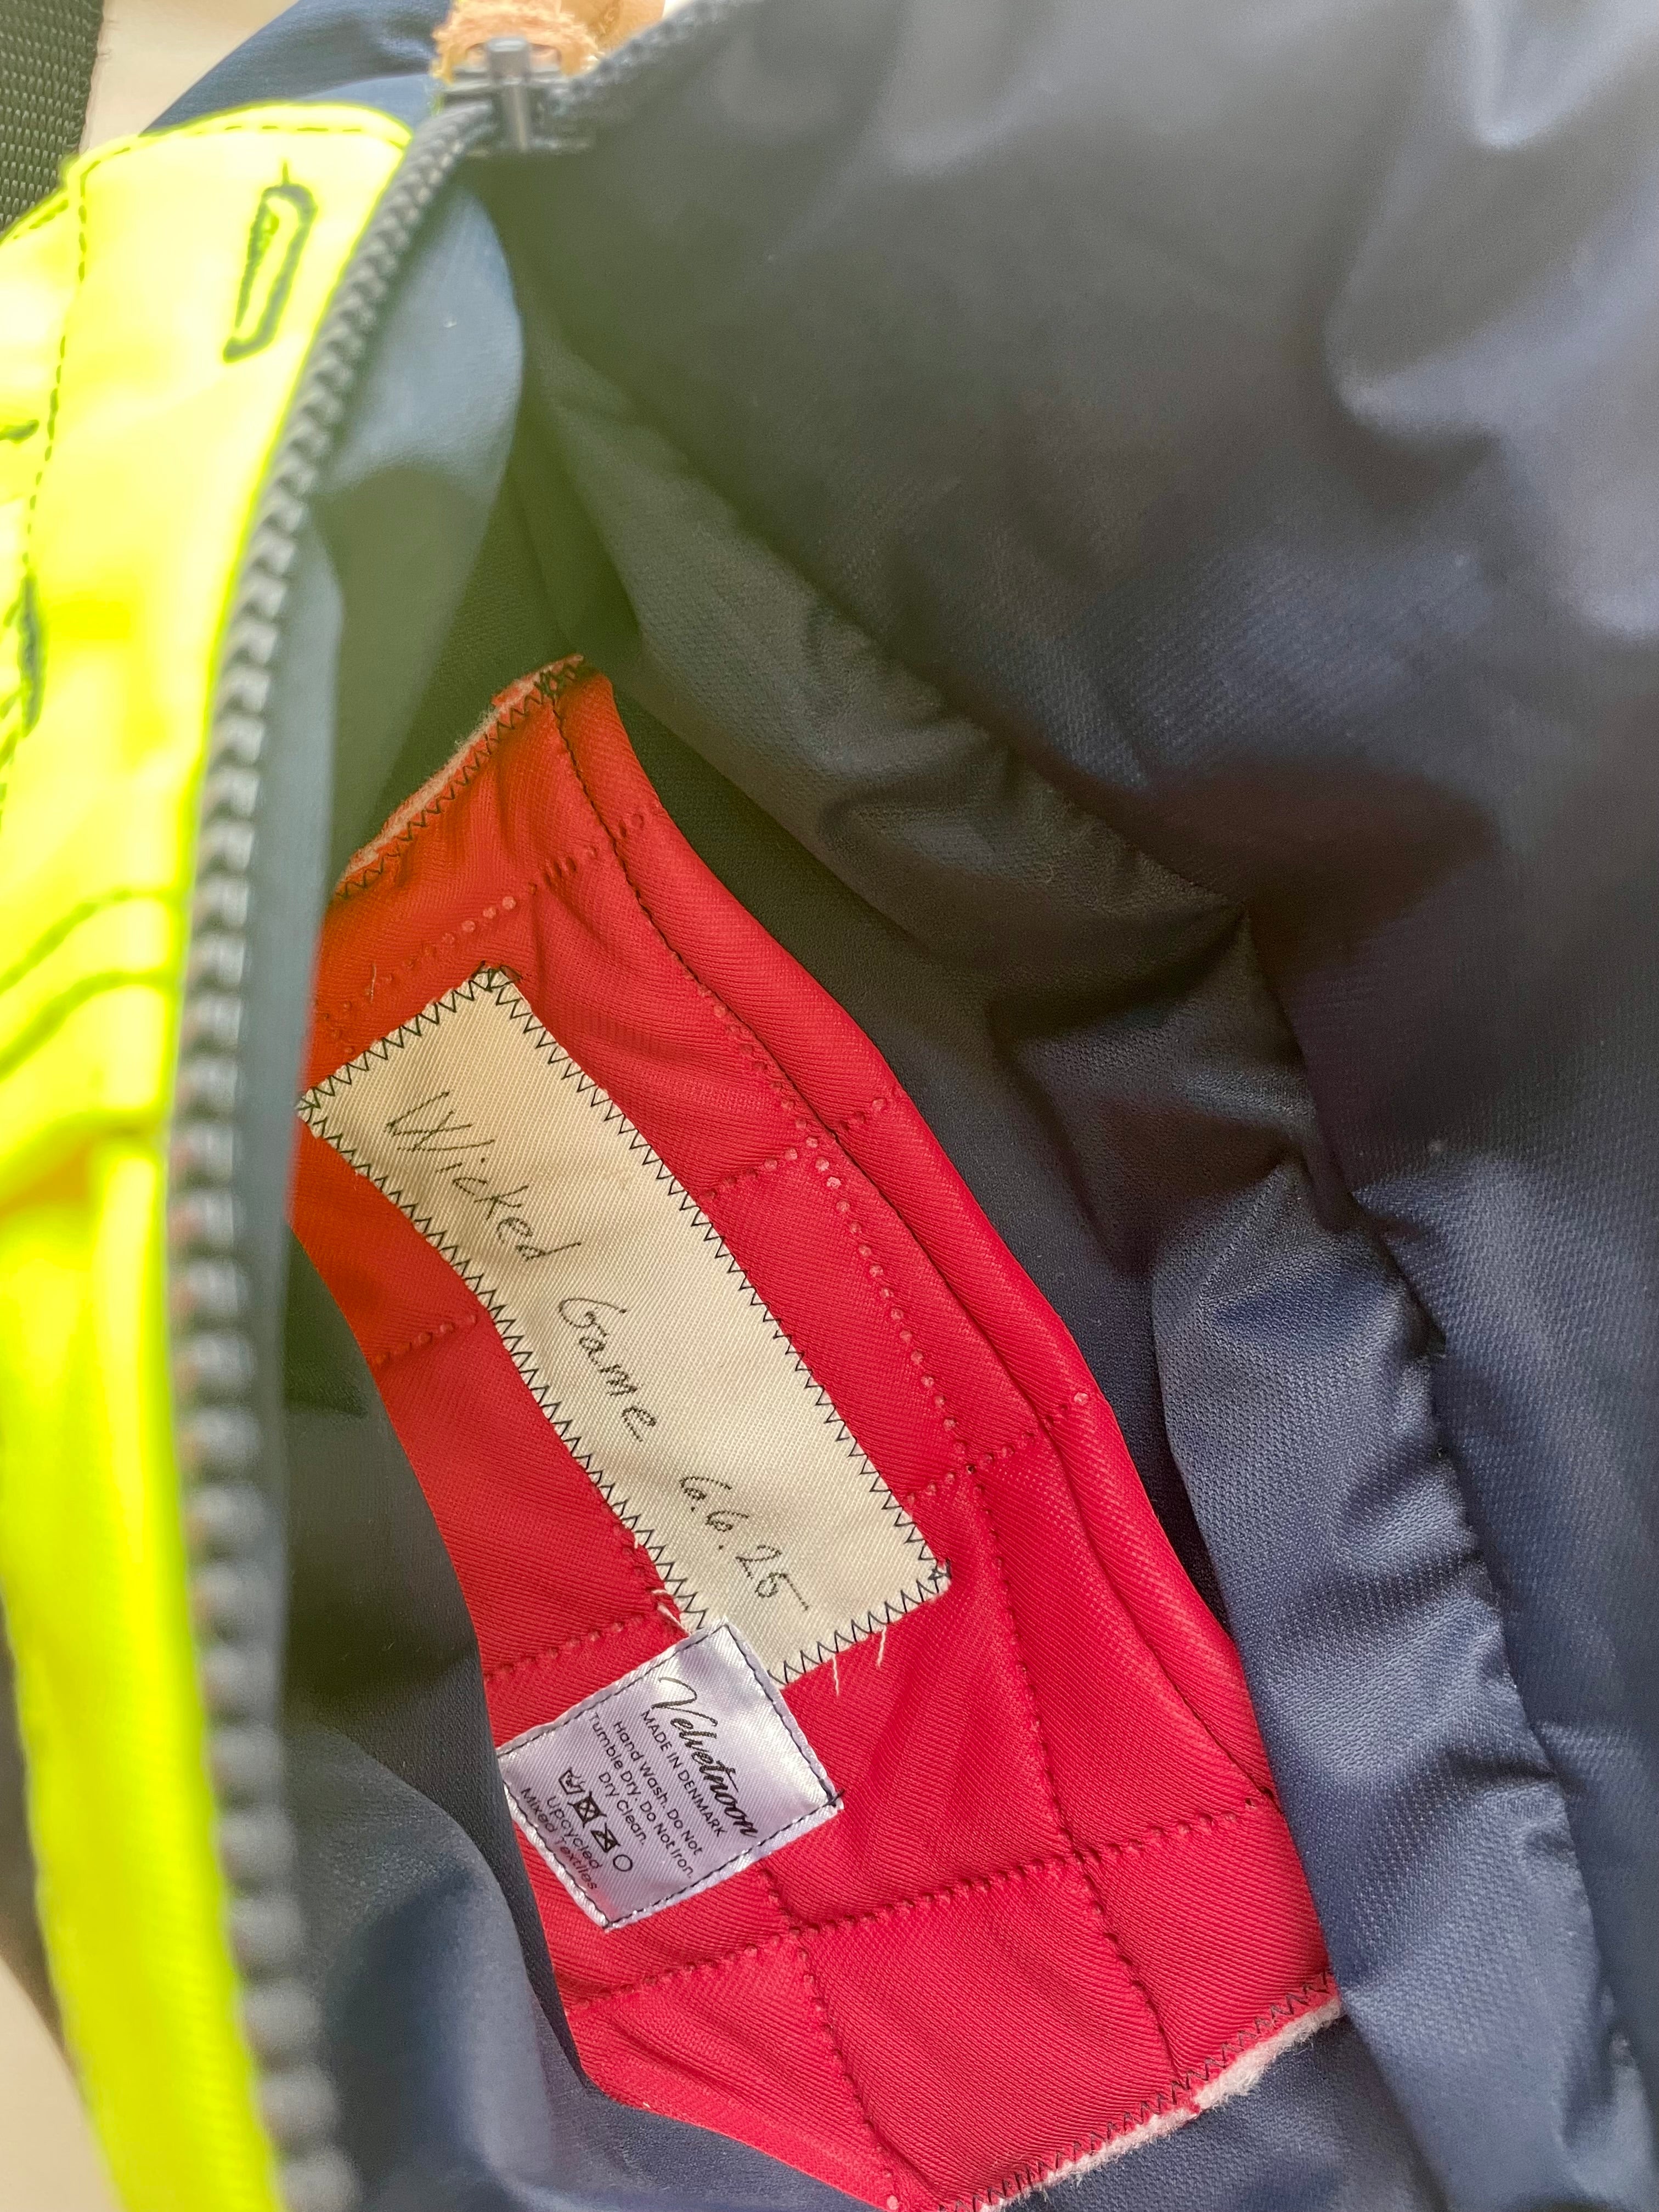 Wicked Game 6.6.25
Velvetmoon
MADE IN DENMARK
Hand Wash. Do Not
Tumble Dry. Do Not Iron.
Dry Clean.
Upcycled
Mixed Textiles